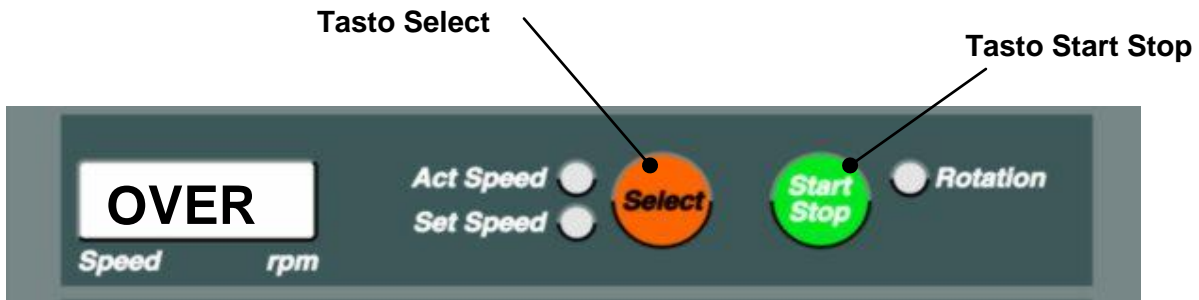 Tasto Select
Tasto Start Stop
OVER
Speed rpm
Act Speed
Set Speed
Select
Start
Stop
Rotation